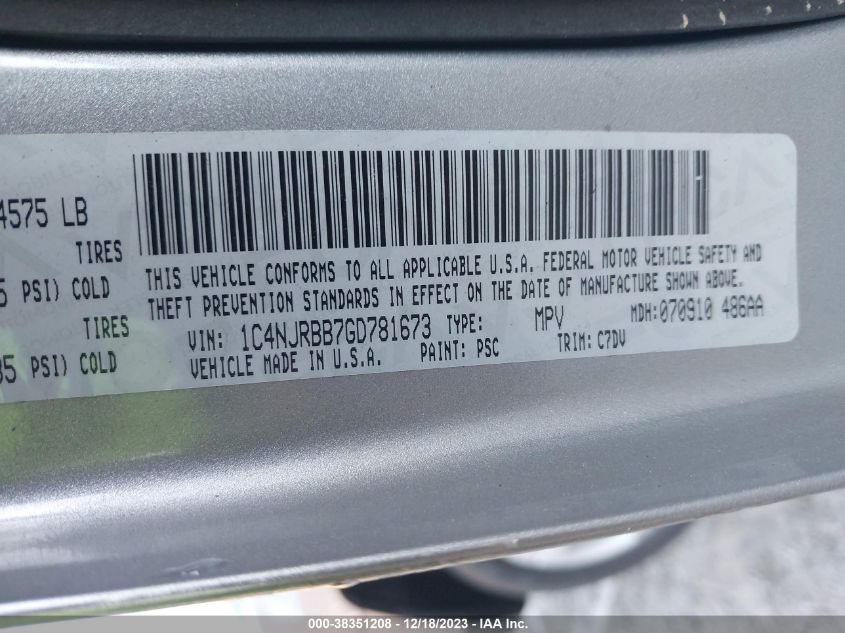 4575 LB
TIRES
5 PSI) COLD
TIRES
35 PSI) COLD
THIS VEHICLE CONFORMS TO ALL APPLICABLE U.S.A. FEDERAL MOTOR VEHICLE SAFETY AND
THEFT PREVENTION STANDARDS IN EFFECT ON THE DATE OF MANUFACTURE SHOWN ABOVE.
VIN: 1C4NJRBB7GD781673 TYPE: MPV MDH:070910 486AA
VEHICLE MADE IN U.S.A. PAINT: PSC TRIM: C7DV
000-38351208 - 12/18/2023 - IAA, Inc.